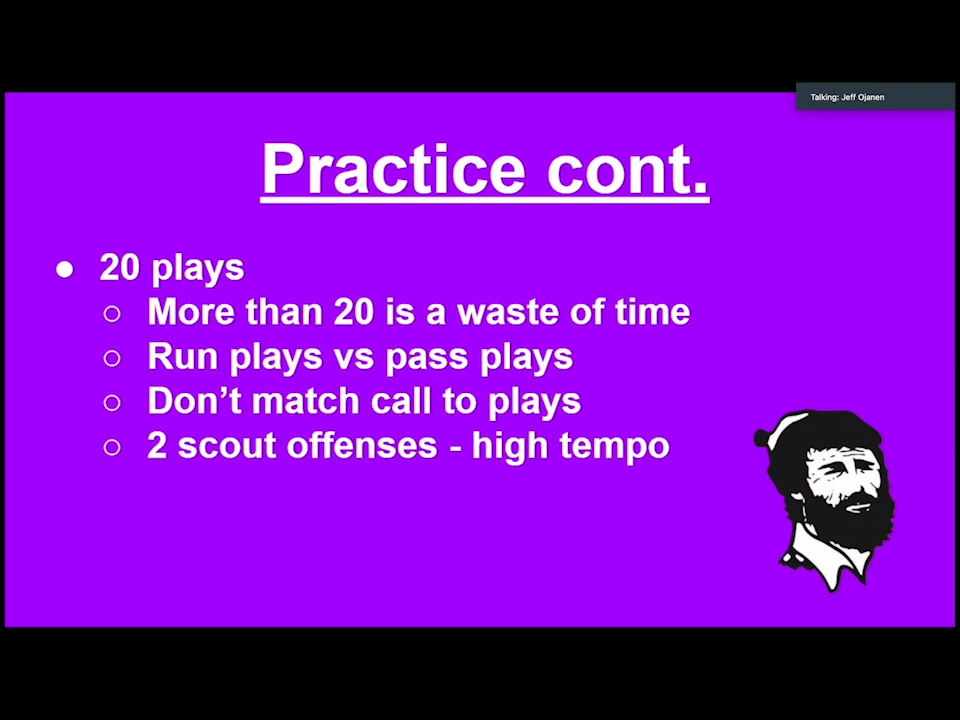 Talking: Jeff Ojanen
Practice cont.
● 20 plays
○ More than 20 is a waste of time
○ Run plays vs pass plays
○ Don’t match call to plays
○ 2 scout offenses - high tempo